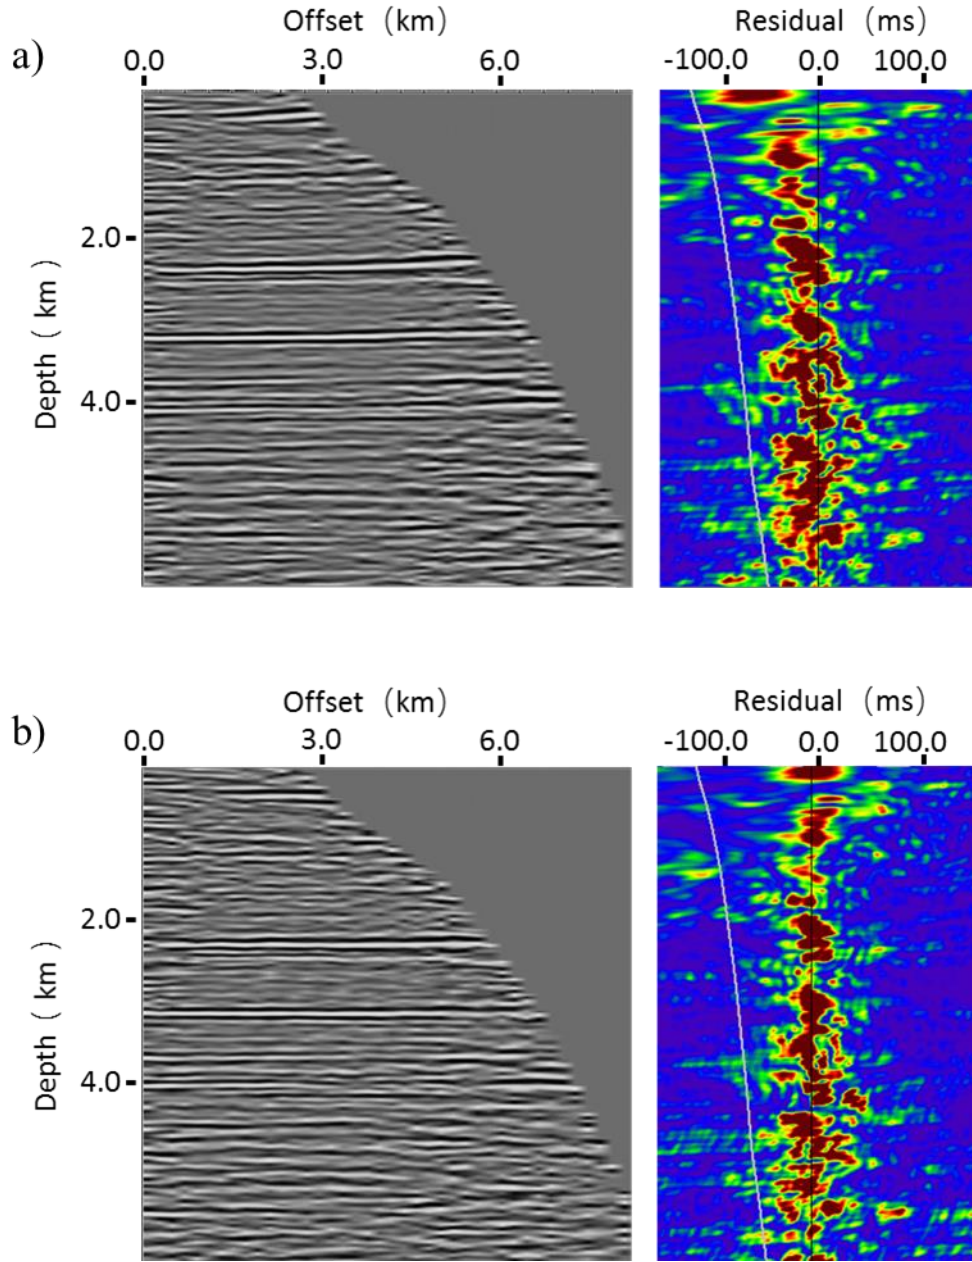 Offset (km)
Residual (ms)
a)
0.0 3.0 6.0
-100.0 0.0 100.0
2.0
4.0
Depth ( km )
Offset (km)
Residual (ms)
b)
0.0 3.0 6.0
-100.0 0.0 100.0
2.0
4.0
Depth ( km )